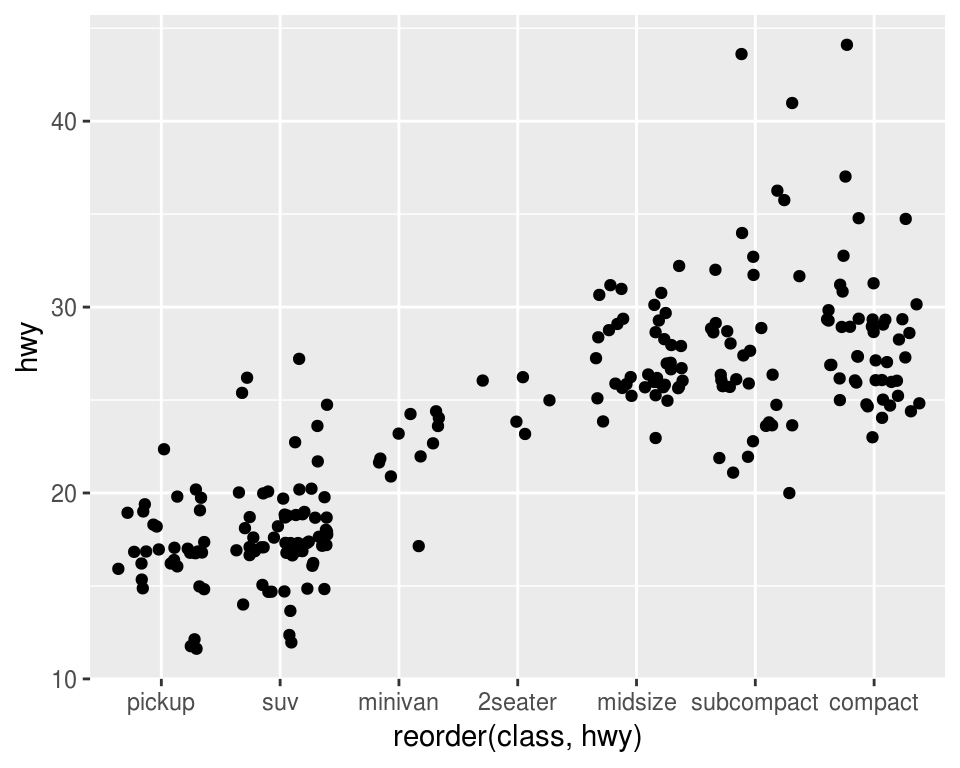 hwy
40
30
20
10
pickup suv minivan 2seater midsize subcompact compact
reorder(class, hwy)